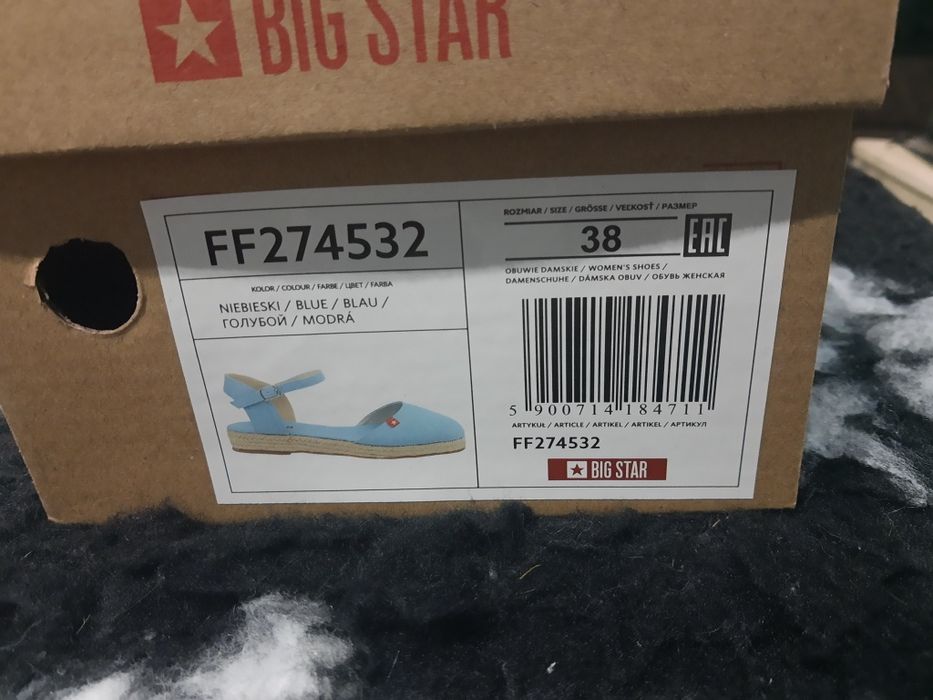 BIG STAR
FF274532
KOLOR / COLOUR / FARBE / ЦВЕТ / FARBA
NIEBIESKI / BLUE / BLAU /
ГОЛУБОЙ / MODRÁ
ROZMIAR / SIZE / GRÖSSE / VEĽKOSŤ / РАЗМЕР
38
EAC
OBUWIE DAMSKIE / WOMEN'S SHOES /
DAMENSCHUHE / DÁMSKA OBUV / ОБУВЬ ЖЕНСКАЯ
5 900714 184711
ARTYKUŁ / ARTICLE / ARTIKEL / ARTIKEL / АРТИКУЛ
FF274532
BIG STAR